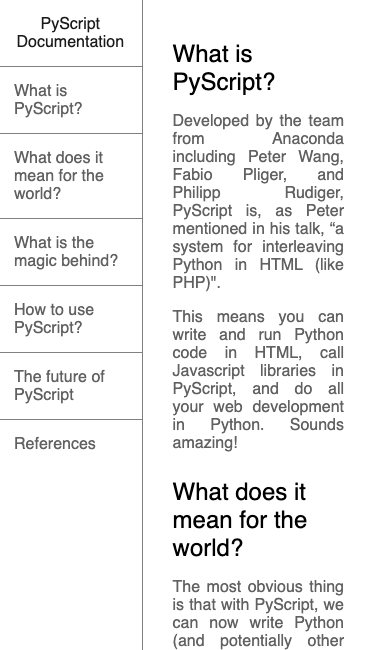 PyScript
Documentation
What is
PyScript?
What does it
mean for the
world?
What is the
magic behind?
How to use
PyScript?
The future of
PyScript
References
What is
PyScript?
Developed by the team
from Anaconda
including Peter Wang,
Fabio Pliger, and
Philipp Rudiger,
PyScript is, as Peter
mentioned in his talk, “a
system for interleaving
Python in HTML (like
PHP)".
This means you can
write and run Python
code in HTML, call
Javascript libraries in
PyScript, and do all
your web development
in Python. Sounds
amazing!
What does it
mean for the
world?
The most obvious thing
is that with PyScript, we
can now write Python
(and potentially other